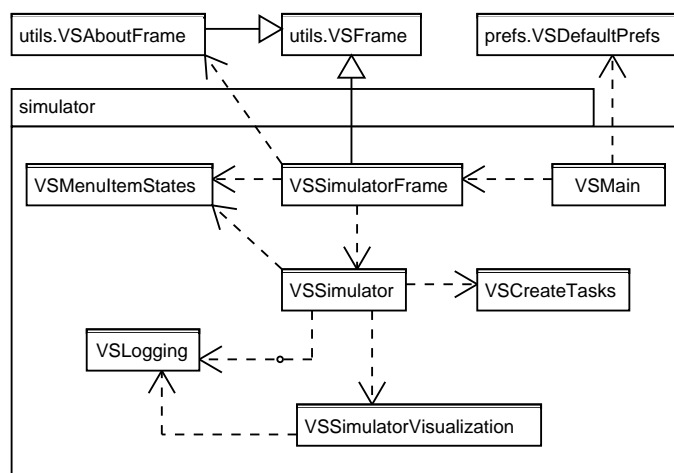 utils.VSAboutFrame
utils.VSFrame
prefs.VSDefaultPrefs
simulator
VSMenuItemStates
VSSimulatorFrame
VSMain
VSSimulator
VSCreateTasks
VSLogging
VSSimulatorVisualization